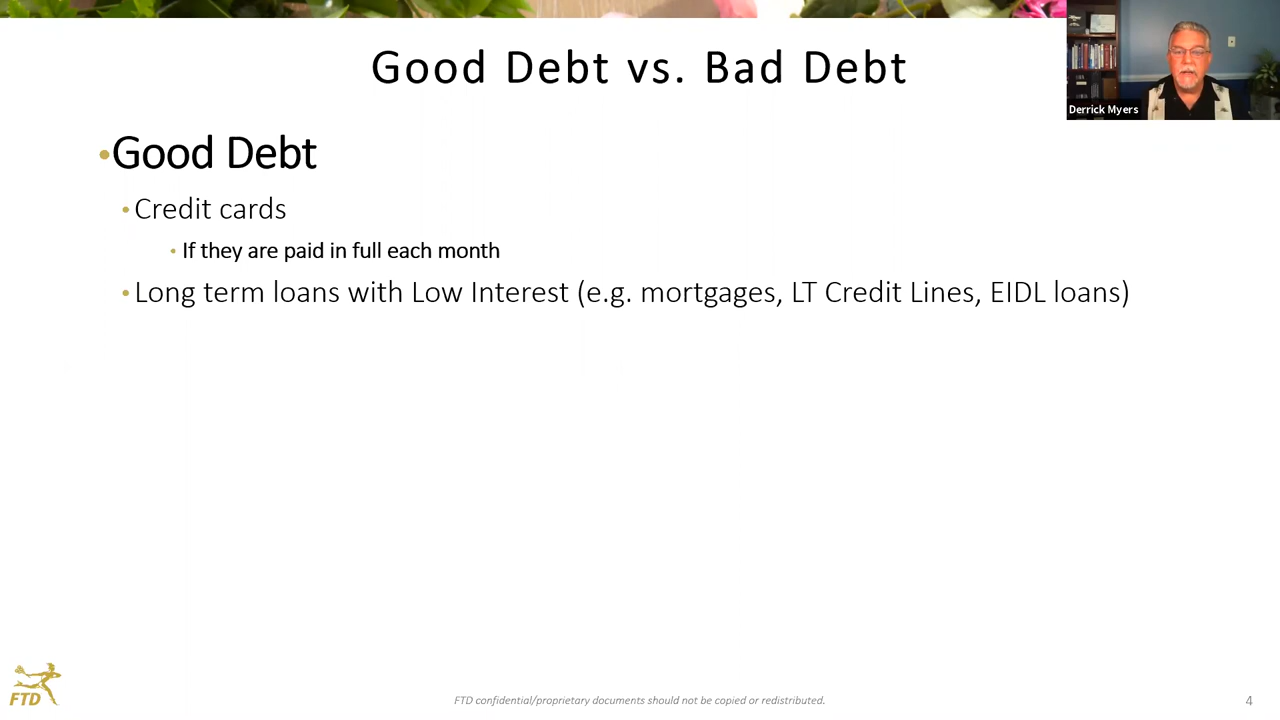 Good Debt vs. Bad Debt
Derrick Myers
•Good Debt
• Credit cards
• If they are paid in full each month
• Long term loans with Low Interest (e.g. mortgages, LT Credit Lines, EIDL loans)
FTD
FTD confidential/proprietary documents should not be copied or redistributed.
4